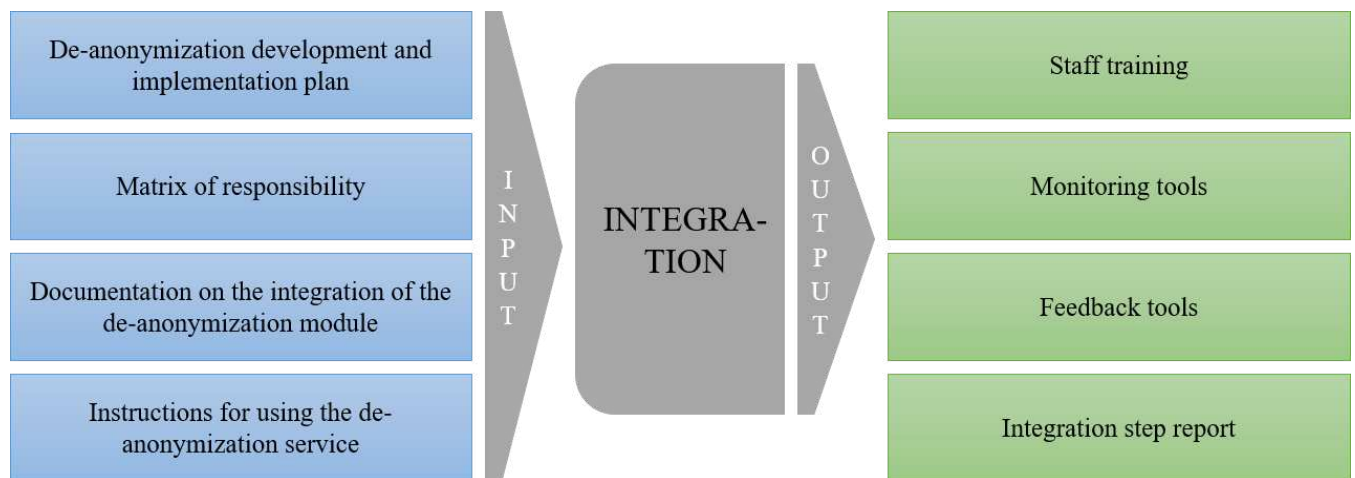 De-anonymization development and
implementation plan
Matrix of responsibility
Documentation on the integration of the
de-anonymization module
Instructions for using the de-
anonymization service
I
N
P
U
T
INTEGRA-
TION
O
U
T
P
U
T
Staff training
Monitoring tools
Feedback tools
Integration step report